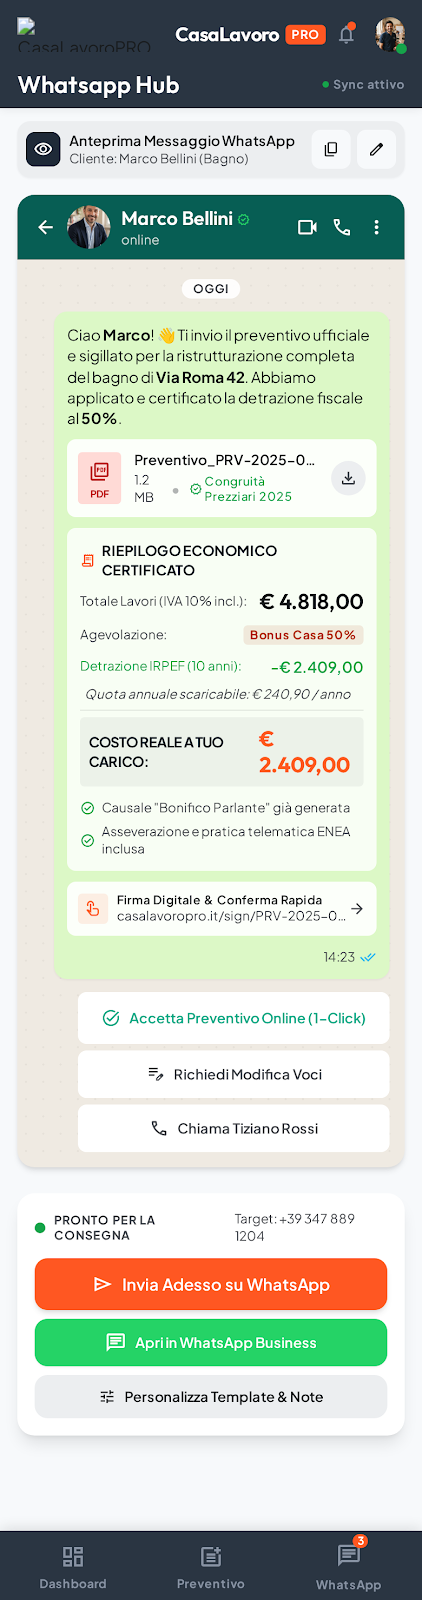 CasaLavoroPRO
CasaLavoro PRO
Whatsapp Hub
Sync attivo
Anteprima Messaggio WhatsApp
Cliente: Marco Bellini (Bagno)
Marco Bellini
online
OGGI
Ciao Marco! 👋 Ti invio il preventivo ufficiale
e sigillato per la ristrutturazione completa
del bagno di Via Roma 42. Abbiamo
applicato e certificato la detrazione fiscale
al 50%.
PDF
PDF
Preventivo_PRV-2025-0...
1.2
MB
Congruità
Prezziari 2025
RIEPILOGO ECONOMICO
CERTIFICATO
Totale Lavori (IVA 10% incl.): € 4.818,00
Agevolazione: Bonus Casa 50%
Detrazione IRPEF (10 anni): -€ 2.409,00
Quota annuale scaricabile: € 240,90 / anno
COSTO REALE A TUO
CARICO:
€
2.409,00
Causale "Bonifico Parlante" già generata
Asseverazione e pratica telematica ENEA
inclusa
Firma Digitale & Conferma Rapida
casalavoropro.it/sign/PRV-2025-0...
14:23
Accetta Preventivo Online (1-Click)
Richiedi Modifica Voci
Chiama Tiziano Rossi
PRONTO PER LA
CONSEGNA
Target: +39 347 889
1204
Invia Adesso su WhatsApp
Apri in WhatsApp Business
Personalizza Template & Note
3
Dashboard
Preventivo
WhatsApp